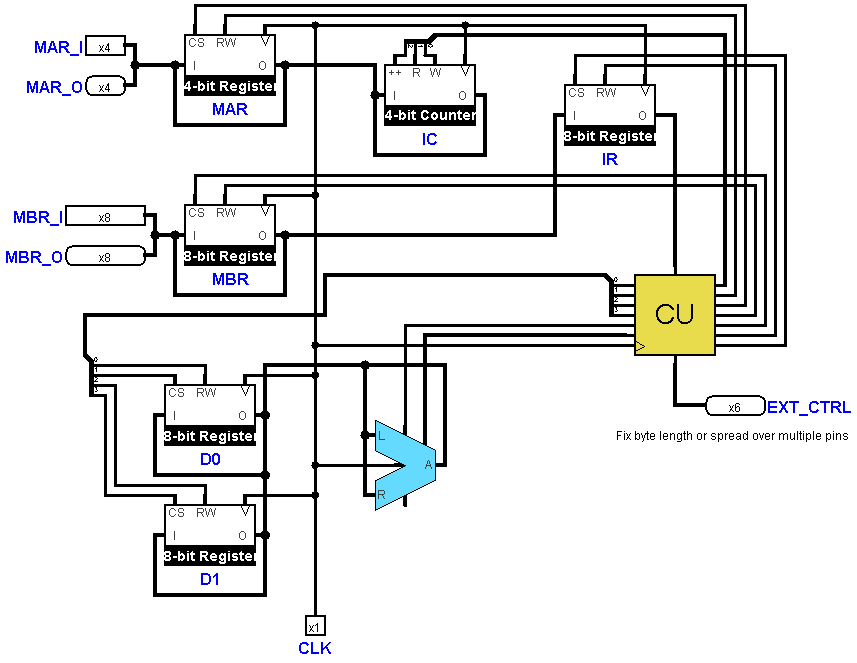 MAR_I x4
MAR_O x4
CS RW V
I O
4-bit Register
MAR
++ R W V
I O
4-bit Counter
IC
CS RW V
I O
8-bit Register
IR
MBR_I x8
MBR_O x8
CS RW V
I O
8-bit Register
MBR
CU
x6 EXT_CTRL
Fix byte length or spread over multiple pins
CS RW V
I O
8-bit Register
D0
L
A
R
CS RW V
I O
8-bit Register
D1
x1
CLK